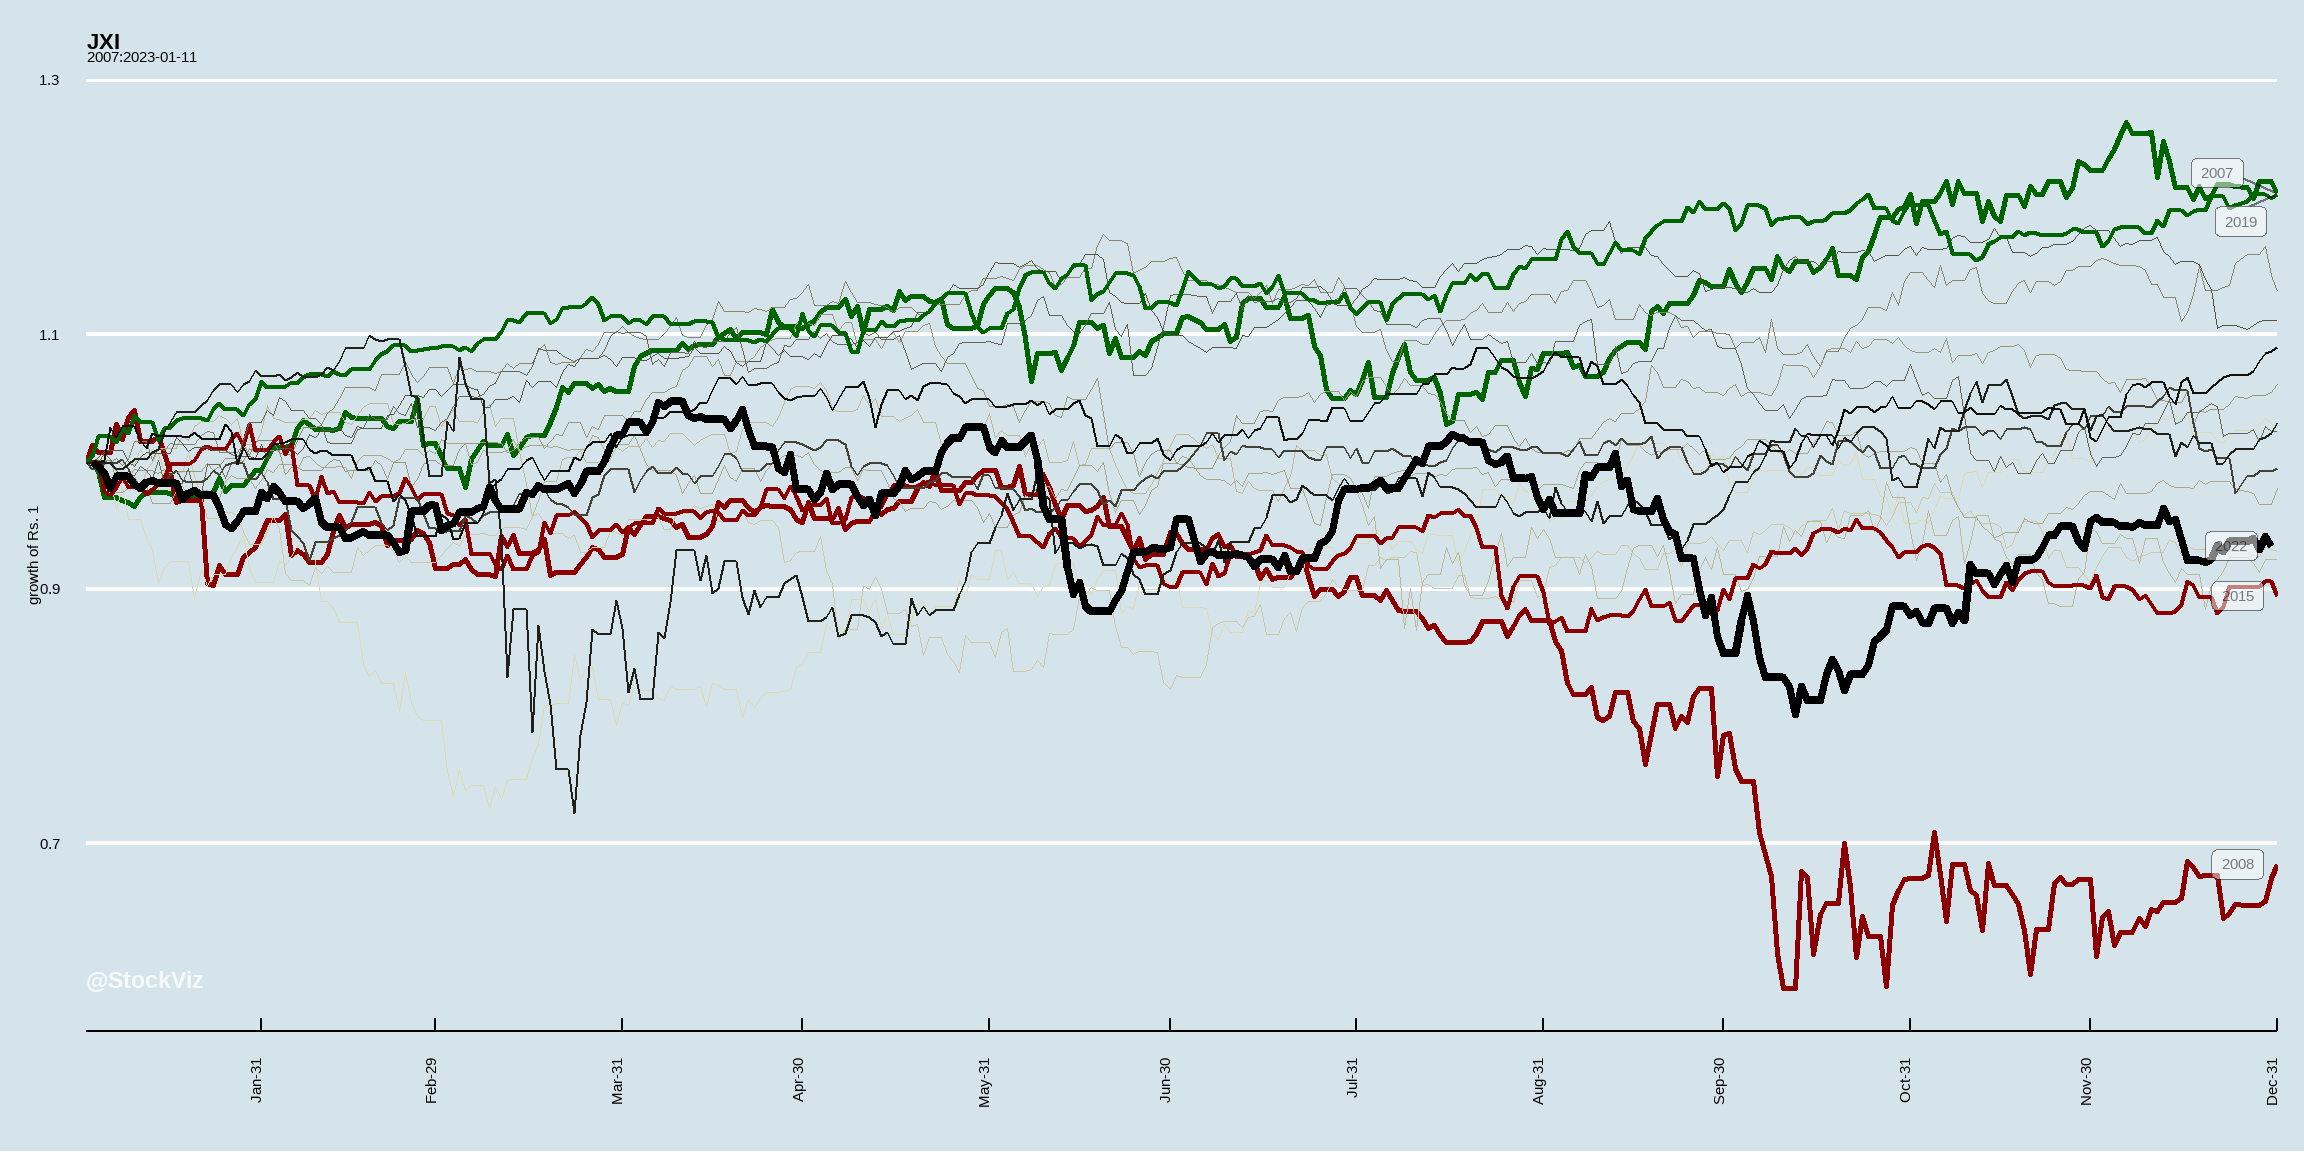 JXI
2007:2023-01-11
1.3
1.1
0.9
0.7
growth of Rs. 1
2007
2019
2022
2015
2008
@StockViz
Jan-31
Feb-29
Mar-31
Apr-30
May-31
Jun-30
Jul-31
Aug-31
Sep-30
Oct-31
Nov-30
Dec-31